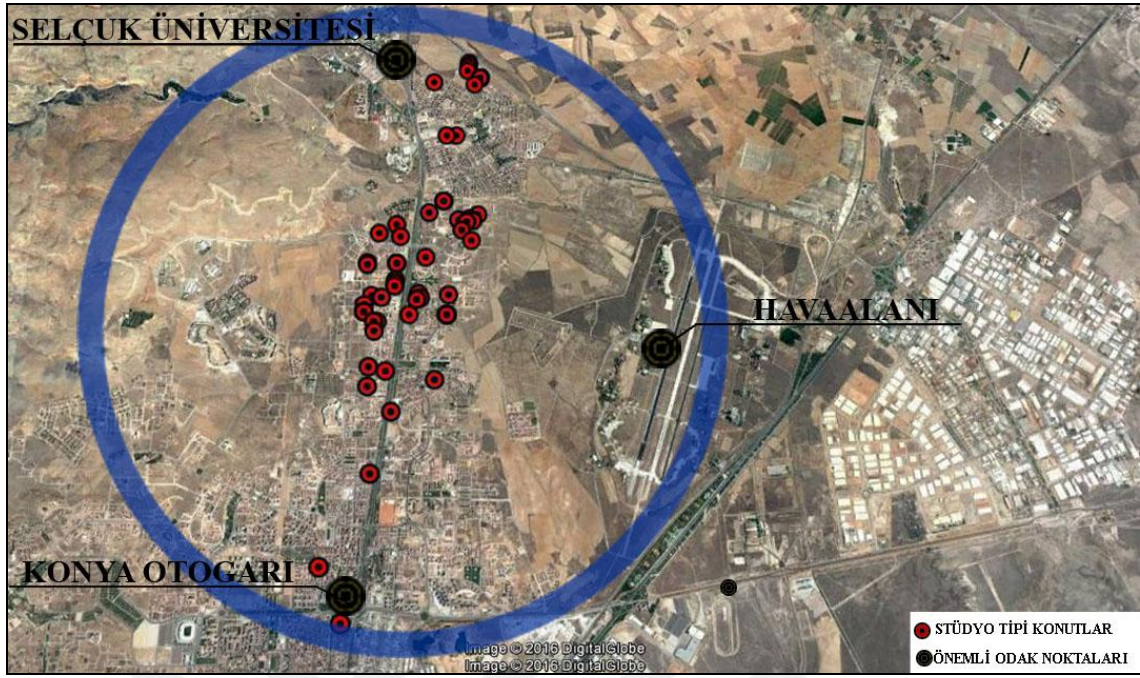 SELÇUK ÜNİVERSİTESİ
HAVAALANI
KONYA OTOGARI
STÜDYO TİPİ KONUTLAR
ÖNEMLİ ODAK NOKTALARI
Image © 2016 DigitalGlobe
Image © 2016 DigitalGlobe